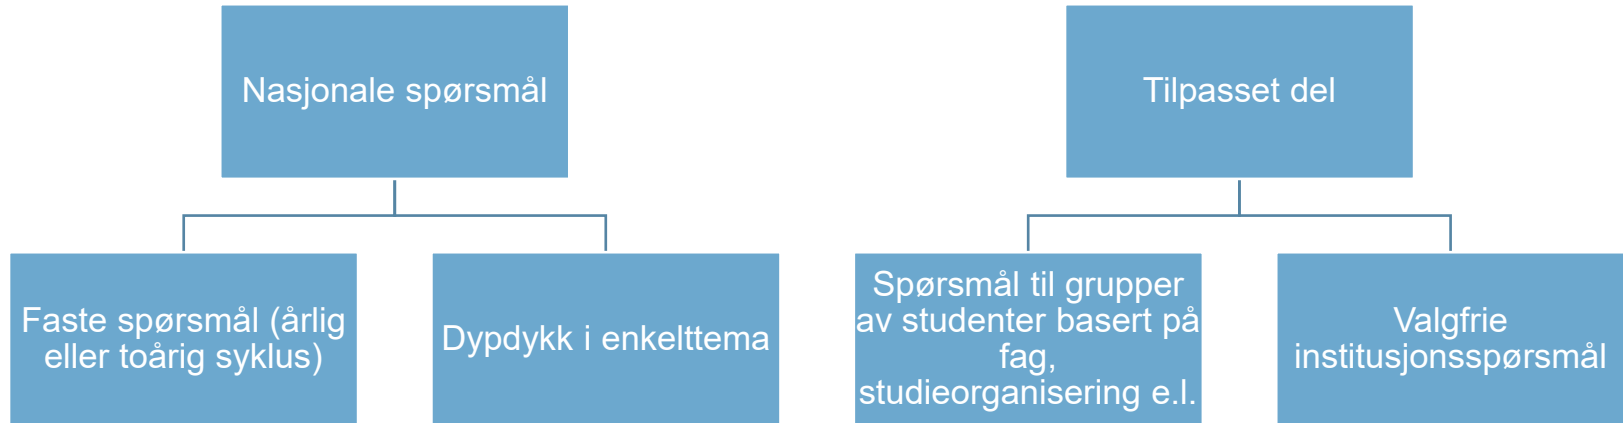 Nasjonale spørsmål
Tilpasset del
Faste spørsmål (årlig
eller toårig syklus)
Dypdykk i enkelttema
Spørsmål til grupper
av studenter basert på
fag,
studieorganisering e.l.
Valgfrie
institusjonsspørsmål